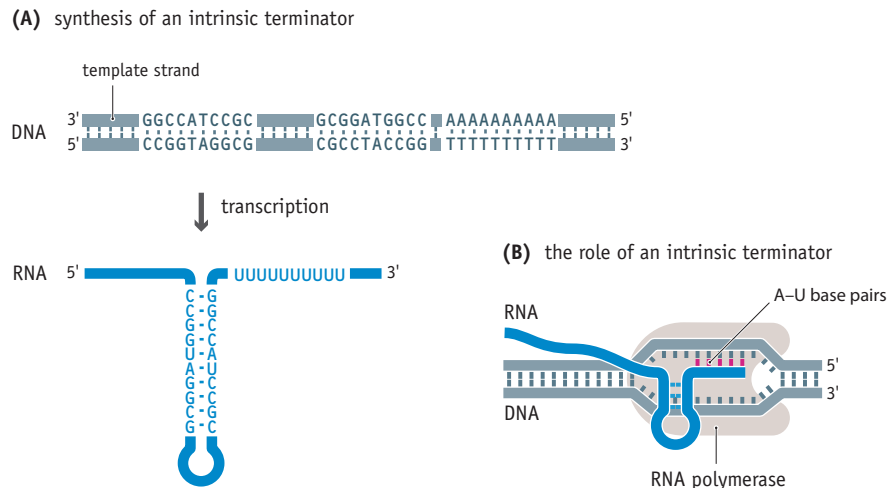 (A) synthesis of an intrinsic terminator
template strand
3' GGCCATCCGC GCGGATGGCC AAAAAAAAAA 5'
DNA
5' CCGGTAGGCG CGCCTACCGG TTTTTTTTTT 3'
transcription
RNA 5' UUUUUUUUUU 3'
C-G
C-G
G-C
G-C
U-A
A-U
G-C
G-C
C-G
G-C
(B) the role of an intrinsic terminator
A–U base pairs
RNA
5'
3'
DNA
RNA polymerase